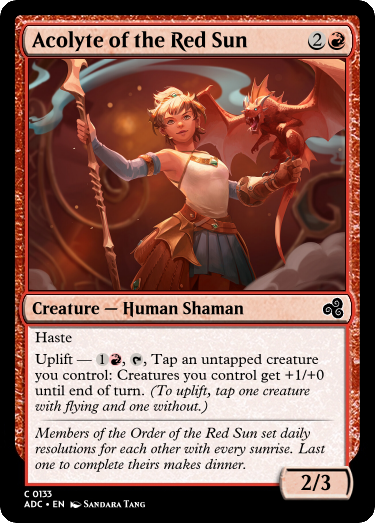 Acolyte of the Red Sun 2
Creature — Human Shaman
Haste
Uplift — 1, , Tap an untapped creature
you control: Creatures you control get +1/+0
until end of turn. (To uplift, tap one creature
with flying and one without.)
Members of the Order of the Red Sun set daily
resolutions for each other with every sunrise. Last
one to complete theirs makes dinner.
2/3
C 0133
ADC • EN Sandara Tang